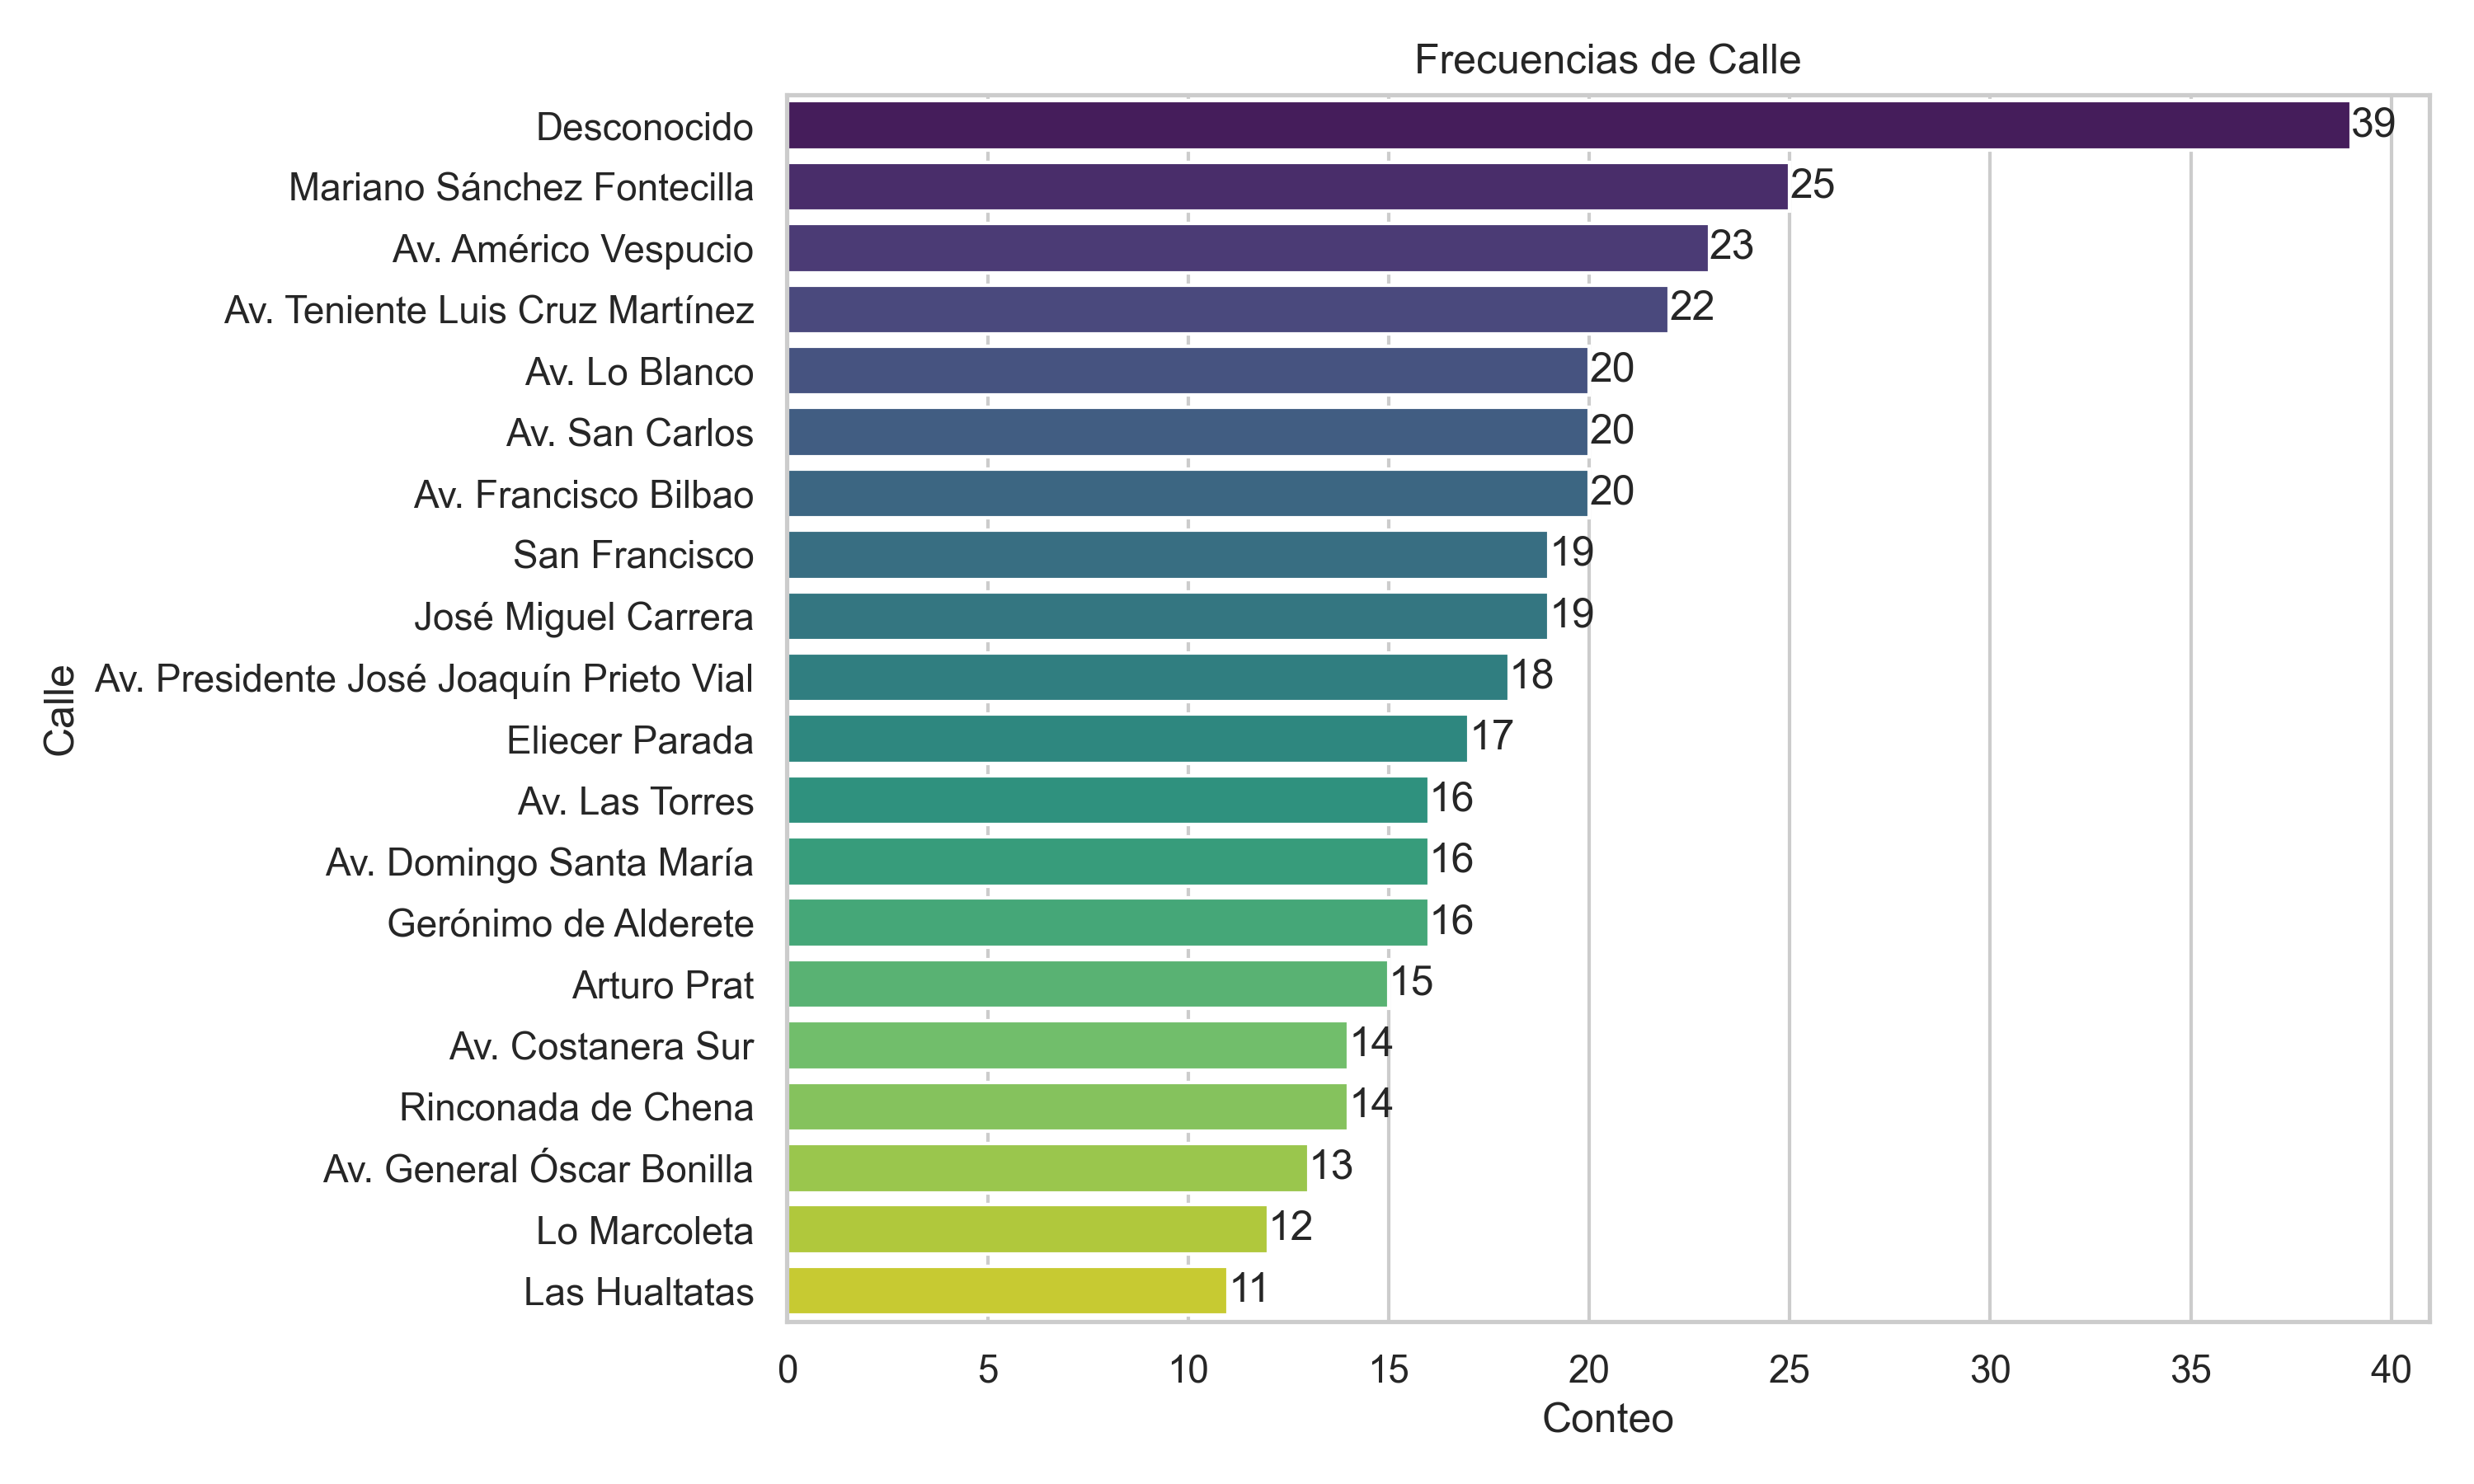 Frecuencias de Calle
Desconocido 39
Mariano Sánchez Fontecilla 25
Av. Américo Vespucio 23
Av. Teniente Luis Cruz Martínez 22
Av. Lo Blanco 20
Av. San Carlos 20
Av. Francisco Bilbao 20
San Francisco 19
José Miguel Carrera 19
Av. Presidente José Joaquín Prieto Vial 18
Eliecer Parada 17
Av. Las Torres 16
Av. Domingo Santa María 16
Gerónimo de Alderete 16
Arturo Prat 15
Av. Costanera Sur 14
Rinconada de Chena 14
Av. General Óscar Bonilla 13
Lo Marcoleta 12
Las Hualtatas 11
Calle
0 5 10 15 20 25 30 35 40
Conteo